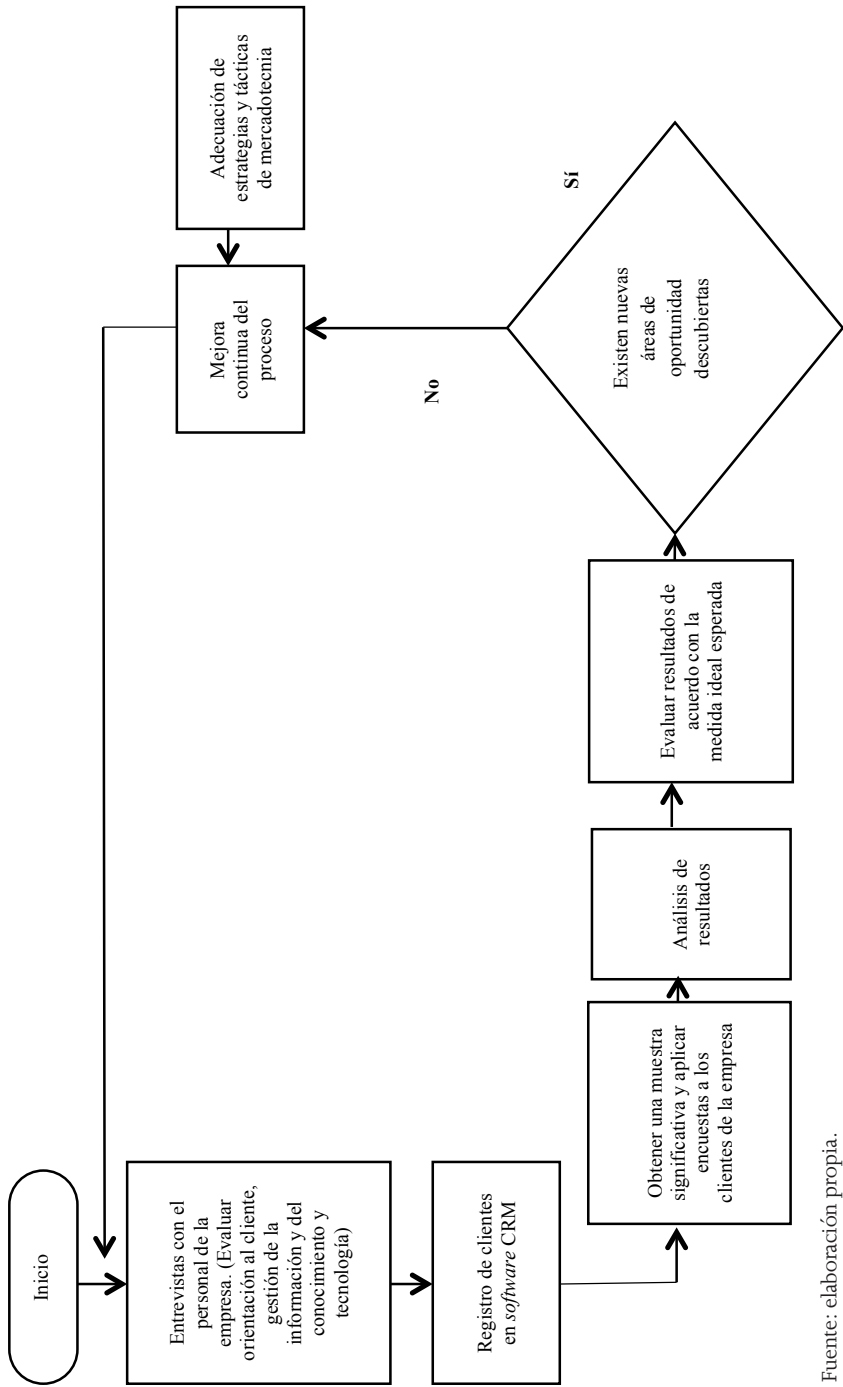 Inicio
Entrevistas con el
personal de la
empresa. (Evaluar
orientación al cliente,
gestión de la
información y del
conocimiento y
tecnología)
Registro de clientes
en software CRM
Obtener una muestra
significativa y aplicar
encuestas a los
clientes de la empresa
Análisis de
resultados
Evaluar resultados de
acuerdo con la
medida ideal esperada
Existen nuevas
áreas de
oportunidad
descubiertas
Sí
No
Mejora
continua del
proceso
Adecuación de
estrategias y tácticas
de mercadotecnia
Fuente: elaboración propia.